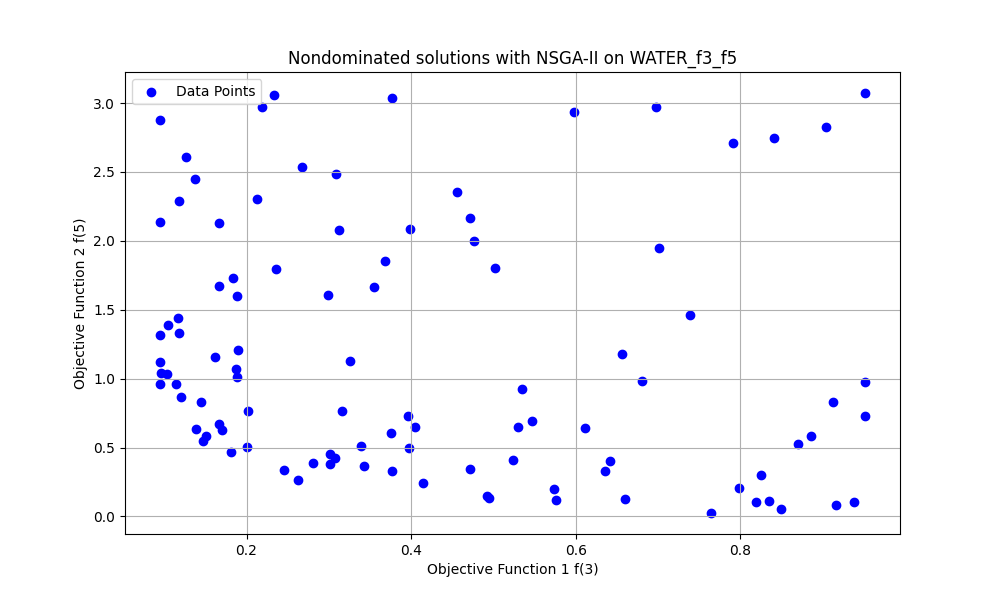 Nondominated solutions with NSGA-II on WATER_f3_f5
Data Points
3.0
2.5
2.0
1.5
1.0
0.5
0.0
Objective Function 2 f(5)
0.2 0.4 0.6 0.8
Objective Function 1 f(3)